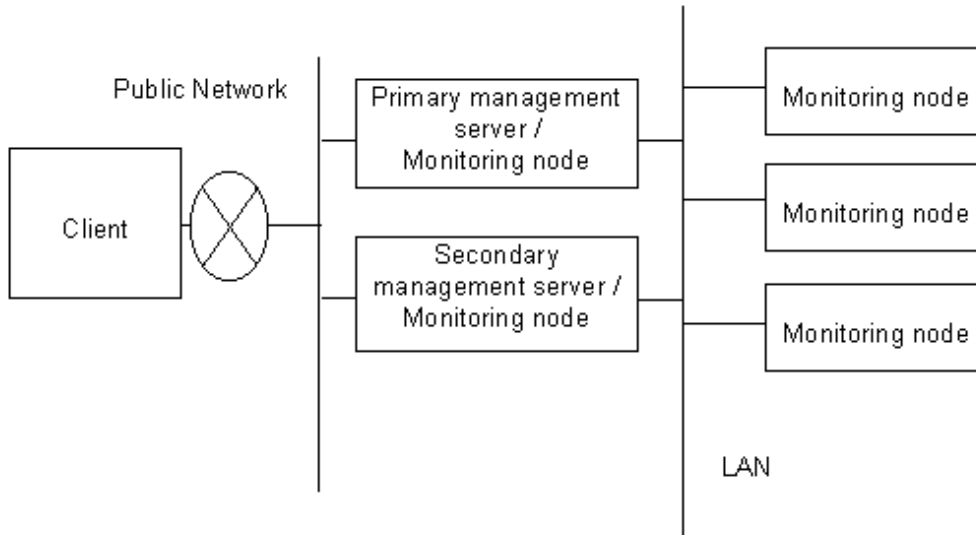 Public Network
Client
Primary management
server /
Monitoring node
Secondary
management server /
Monitoring node
Monitoring node
Monitoring node
Monitoring node
LAN